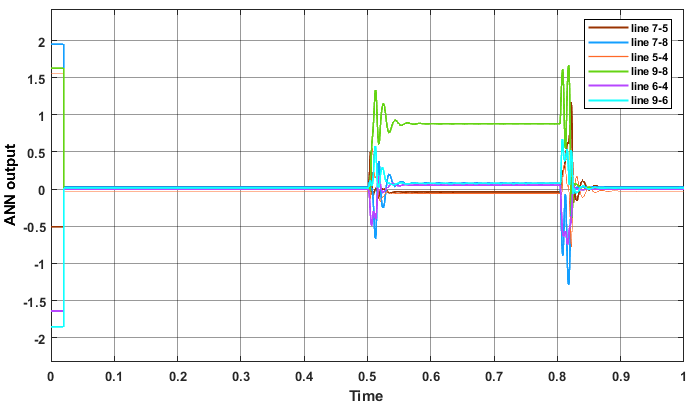 2
1.5
1
0.5
0
-0.5
-1
-1.5
-2
ANN output
line 7-5
line 7-8
line 5-4
line 9-8
line 6-4
line 9-6
0 0.1 0.2 0.3 0.4 0.5 0.6 0.7 0.8 0.9 1
Time